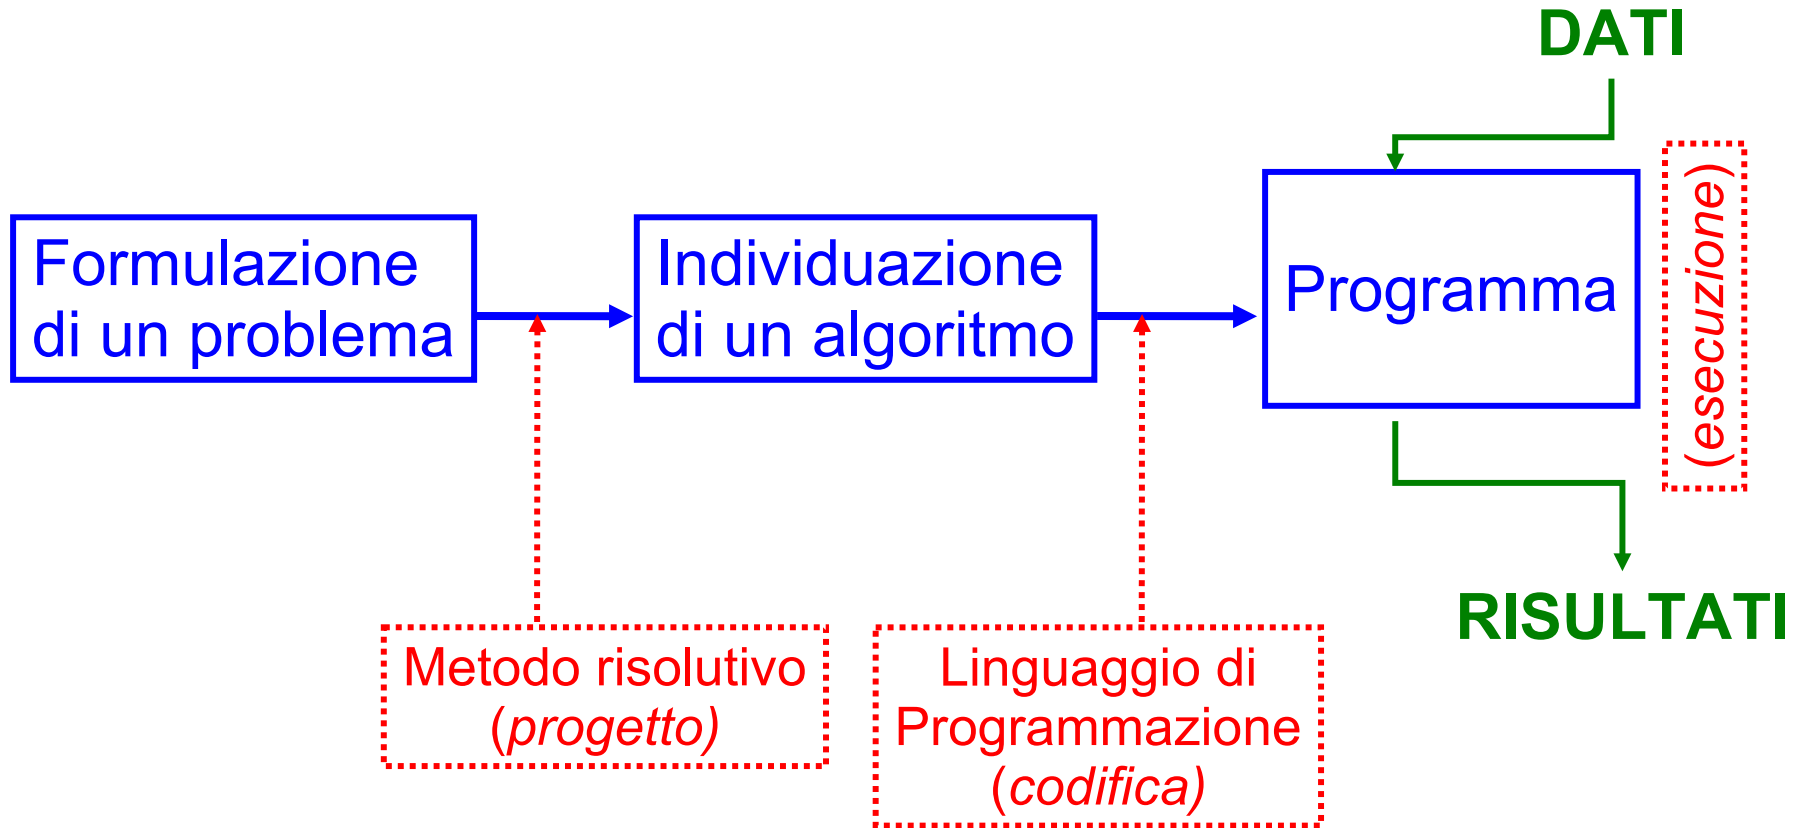 DATI
Formulazione
di un problema
Individuazione
di un algoritmo
Programma
(esecuzione)
RISULTATI
Metodo risolutivo
(progetto)
Linguaggio di
Programmazione
(codifica)